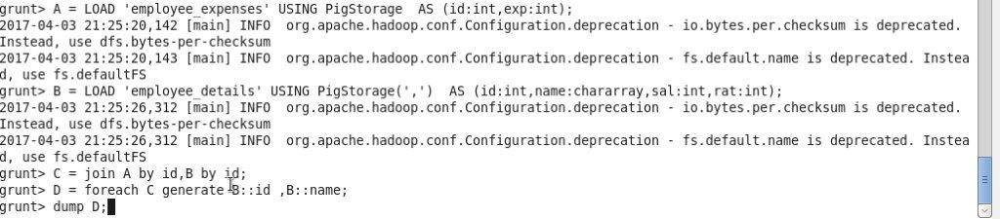 grunt> A = LOAD 'employee_expenses' USING PigStorage  AS (id:int,exp:int);
2017-04-03 21:25:20,142 [main] INFO  org.apache.hadoop.conf.Configuration.deprecation - io.bytes.per.checksum is deprecated.
Instead, use dfs.bytes-per-checksum
2017-04-03 21:25:20,143 [main] INFO  org.apache.hadoop.conf.Configuration.deprecation - fs.default.name is deprecated. Instea
d, use fs.defaultFS
grunt> B = LOAD 'employee_details' USING PigStorage(',')  AS (id:int,name:chararray,sal:int,rat:int);
2017-04-03 21:25:26,312 [main] INFO  org.apache.hadoop.conf.Configuration.deprecation - io.bytes.per.checksum is deprecated.
Instead, use dfs.bytes-per-checksum
2017-04-03 21:25:26,312 [main] INFO  org.apache.hadoop.conf.Configuration.deprecation - fs.default.name is deprecated. Instea
d, use fs.defaultFS
grunt> C = join A by id,B by id;
grunt> D = foreach C generate B::id ,B::name;
grunt> dump D;